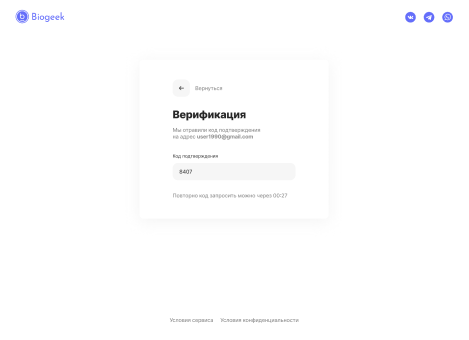 Biogeek
Вернуться
Верификация
Мы отравили код подтверждения
на адрес user1990@gmail.com
Код подтверждения
8407
Повторно код запросить можно через 00:27
Условия сервиса Условия конфиденциальности